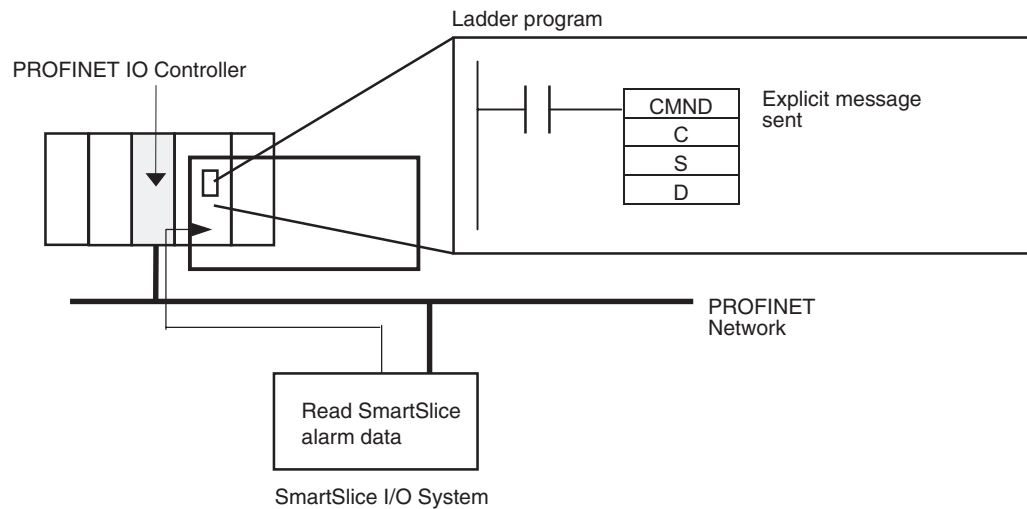 Ladder program
PROFINET IO Controller
CMND
C
S
D
Explicit message
sent
PROFINET
Network
Read SmartSlice
alarm data
SmartSlice I/O System